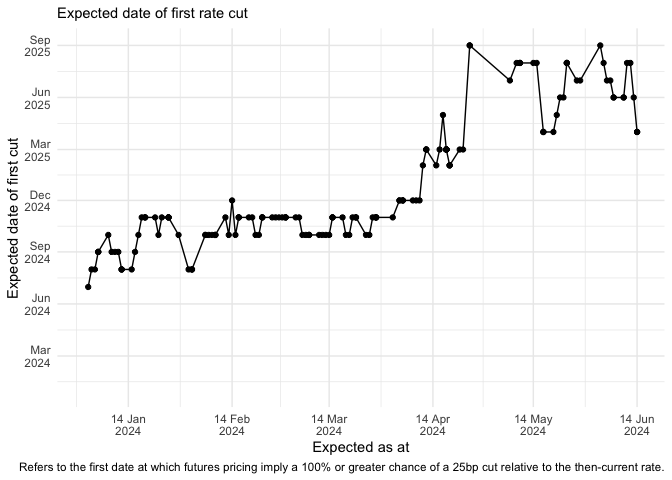 Expected date of first rate cut
Expected date of first cut
Sep
2025
Jun
2025
Mar
2025
Dec
2024
Sep
2024
Jun
2024
Mar
2024
14 Jan
2024
14 Feb
2024
14 Mar
2024
14 Apr
2024
14 May
2024
14 Jun
2024
Expected as at
Refers to the first date at which futures pricing imply a 100% or greater chance of a 25bp cut relative to the then-current rate.